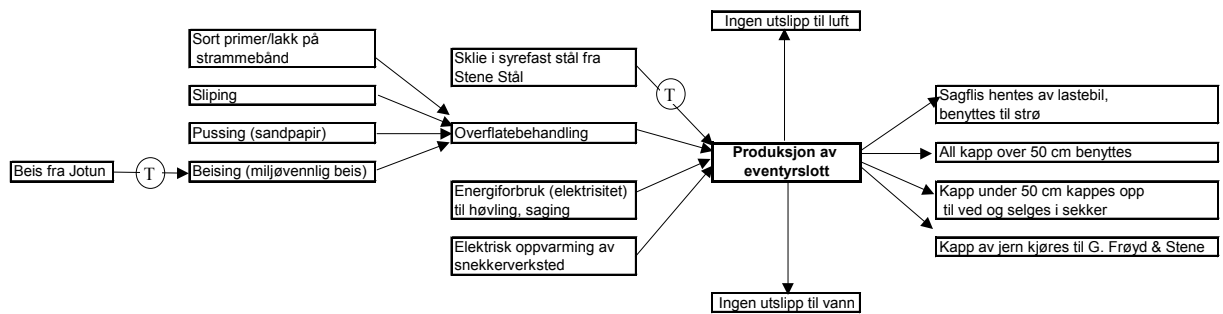 Ingen utslipp til luft
Sort primer/lakk på
strammebånd
Sklie i syrefast stål fra
Stene Stål
T
Sliping
Sagflis hentes av lastebil,
benyttes til strø
Pussing (sandpapir)
Overflatebehandling
Produksjon av
eventyrslott
All kapp over 50 cm benyttes
Beis fra Jotun
T
Beising (miljøvennlig beis)
Energiforbruk (elektrisitet)
til høvling, saging
Kapp under 50 cm kappes opp
til ved og selges i sekker
Elektrisk oppvarming av
snekkerverksted
Kapp av jern kjøres til G. Frøyd & Stene
Ingen utslipp til vann